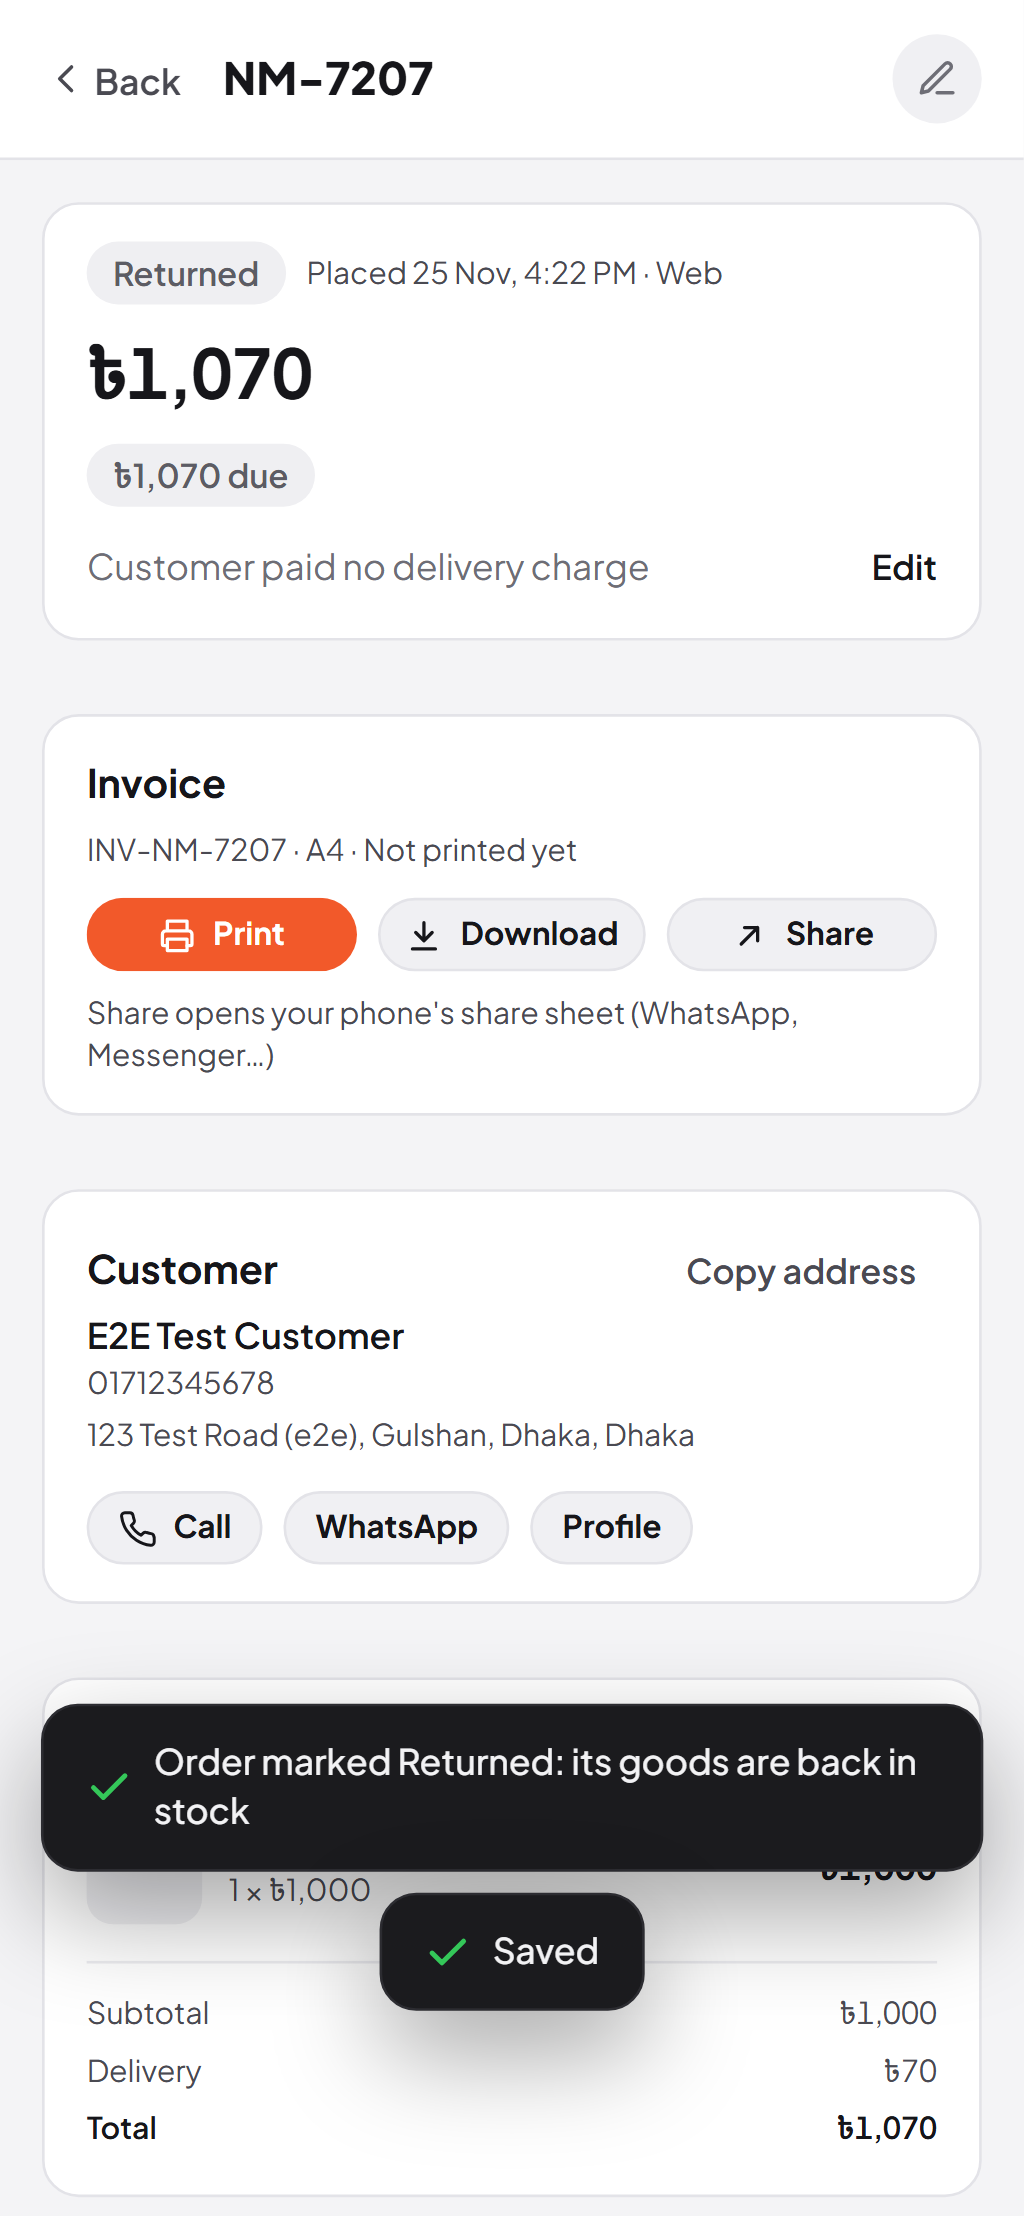 Back NM-7207
Returned Placed 25 Nov, 4:22 PM · Web
৳1,070
৳1,070 due
Customer paid no delivery charge Edit
Invoice
INV-NM-7207 · A4 · Not printed yet
Print Download Share
Share opens your phone's share sheet (WhatsApp,
Messenger...)
Customer Copy address
E2E Test Customer
01712345678
123 Test Road (e2e), Gulshan, Dhaka, Dhaka
Call WhatsApp Profile
Order marked Returned: its goods are back in
stock
1 × ৳1,000
Saved
Subtotal ৳1,000
Delivery ৳70
Total ৳1,070